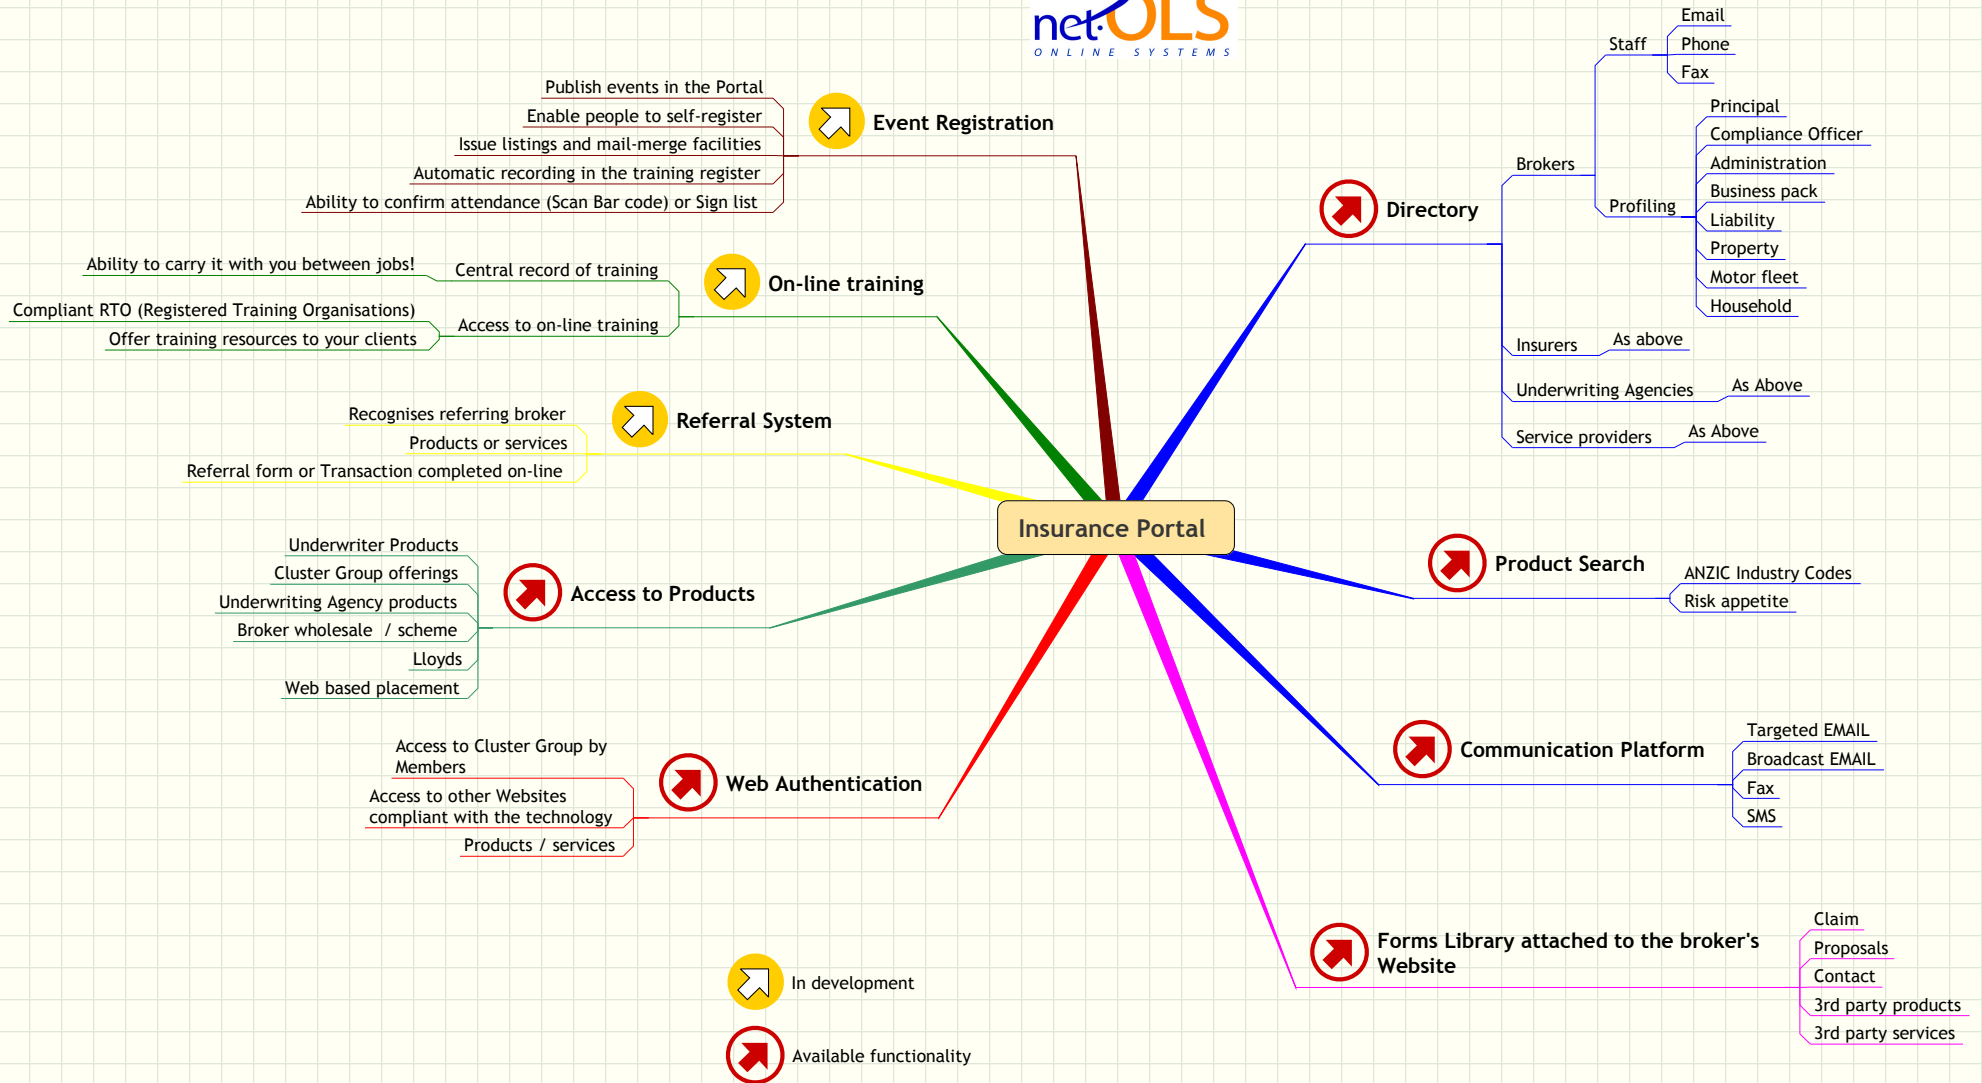 net.OLS
ONLINE SYSTEMS
Publish events in the Portal
Enable people to self-register
Issue listings and mail-merge facilities
Automatic recording in the training register
Ability to confirm attendance (Scan Bar code) or Sign list
Event Registration
Ability to carry it with you between jobs!
Central record of training
Compliant RTO (Registered Training Organisations)
Offer training resources to your clients
Access to on-line training
On-line training
Recognises referring broker
Products or services
Referral form or Transaction completed on-line
Referral System
Underwriter Products
Cluster Group offerings
Underwriting Agency products
Broker wholesale / scheme
Lloyds
Web based placement
Access to Products
Access to Cluster Group by
Members
Access to other Websites
compliant with the technology
Products / services
Web Authentication
Insurance Portal
Directory
Brokers
Staff
Email
Phone
Fax
Profiling
Principal
Compliance Officer
Administration
Business pack
Liability
Property
Motor fleet
Household
Insurers
As above
Underwriting Agencies
As Above
Service providers
As Above
Product Search
ANZIC Industry Codes
Risk appetite
Communication Platform
Targeted EMAIL
Broadcast EMAIL
Fax
SMS
Forms Library attached to the broker's
Website
Claim
Proposals
Contact
3rd party products
3rd party services
In development
Available functionality